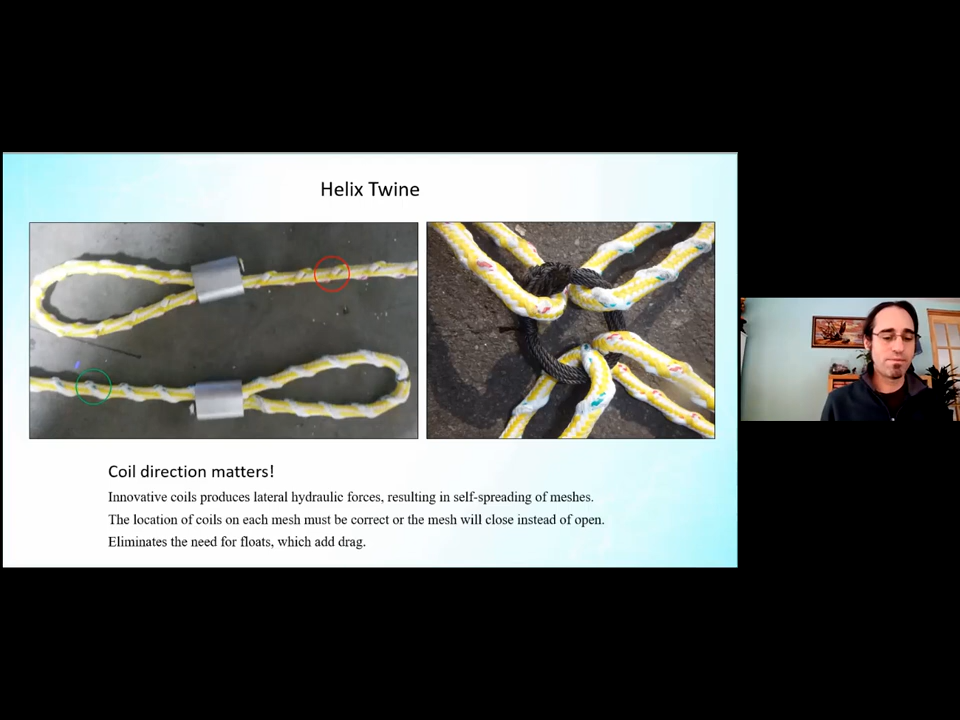 Helix Twine
Coil direction matters!
Innovative coils produces lateral hydraulic forces, resulting in self-spreading of meshes.
The location of coils on each mesh must be correct or the mesh will close instead of open.
Eliminates the need for floats, which add drag.